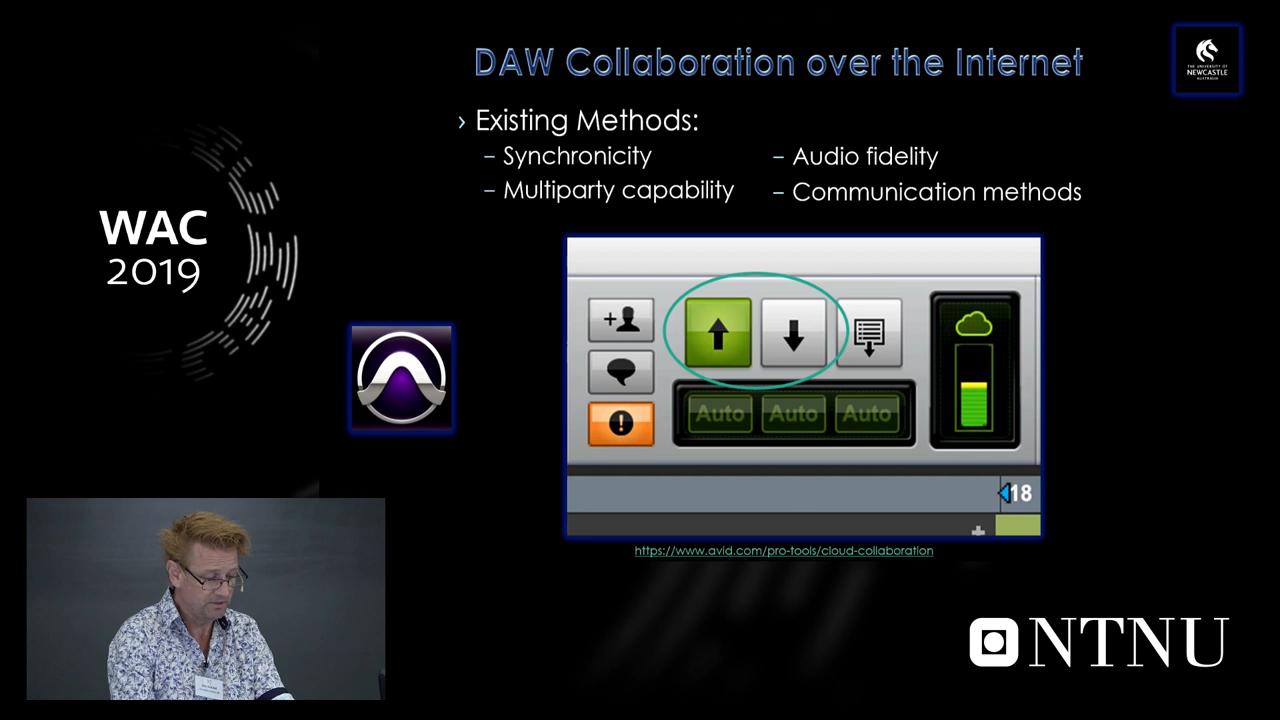 DAW Collaboration over the Internet
THE UNIVERSITY OF
NEWCASTLE
AUSTRALIA
› Existing Methods:
– Synchronicity
– Audio fidelity
– Multiparty capability
– Communication methods
WAC
2019
Auto Auto Auto
18
https://www.avid.com/pro-tools/cloud-collaboration
NTNU